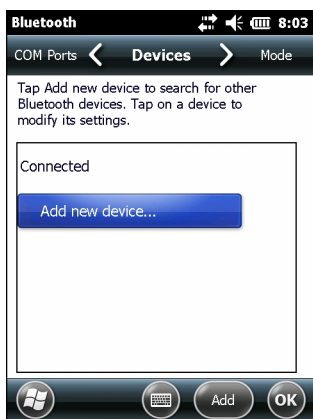 Bluetooth 8:03
COM Ports Devices Mode
Tap Add new device to search for other
Bluetooth devices. Tap on a device to
modify its settings.
Connected
Add new device...
Add OK